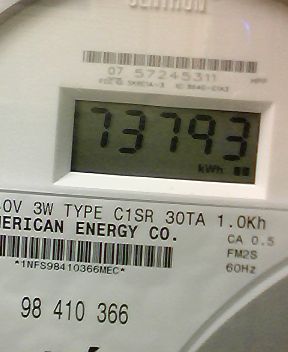 07 57245311
73793
kWh
0V 3W TYPE C1SR 30TA 1.0Kh
MERICAN ENERGY CO.
CA 0.5
FM2S
60Hz
*1NFS98410366MEC*
98 410 366